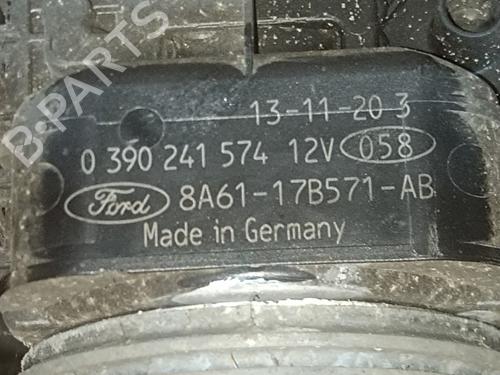 B-PARTS
13-11-20 3
0 390 241 574 12V 058
Ford 8A61-17B571-AB
Made in Germany